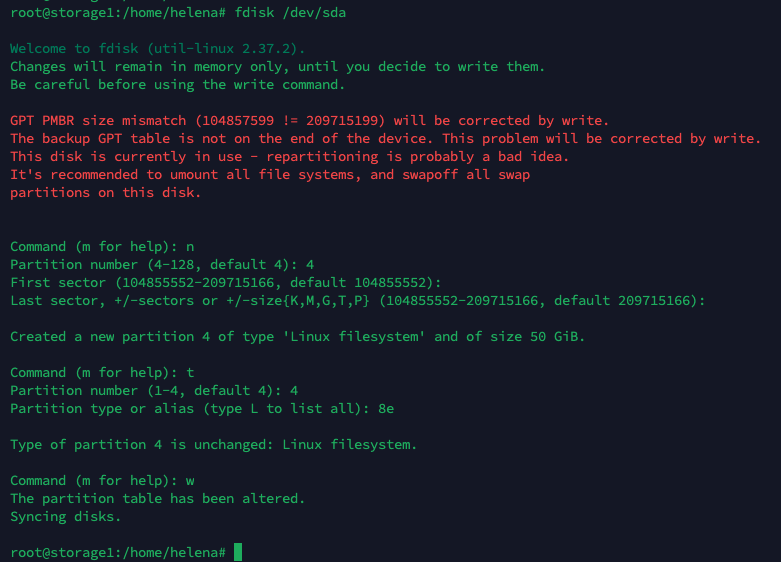 root@storage1:/home/helena# fdisk /dev/sda
Welcome to fdisk (util-linux 2.37.2).
Changes will remain in memory only, until you decide to write them.
Be careful before using the write command.
GPT PMBR size mismatch (104857599 != 209715199) will be corrected by write.
The backup GPT table is not on the end of the device. This problem will be corrected by write.
This disk is currently in use - repartitioning is probably a bad idea.
It's recommended to umount all file systems, and swapoff all swap
partitions on this disk.
Command (m for help): n
Partition number (4-128, default 4): 4
First sector (104855552-209715166, default 104855552):
Last sector, +/-sectors or +/-size{K,M,G,T,P} (104855552-209715166, default 209715166):
Created a new partition 4 of type 'Linux filesystem' and of size 50 GiB.
Command (m for help): t
Partition number (1-4, default 4): 4
Partition type or alias (type L to list all): 8e
Type of partition 4 is unchanged: Linux filesystem.
Command (m for help): w
The partition table has been altered.
Syncing disks.
root@storage1:/home/helena#